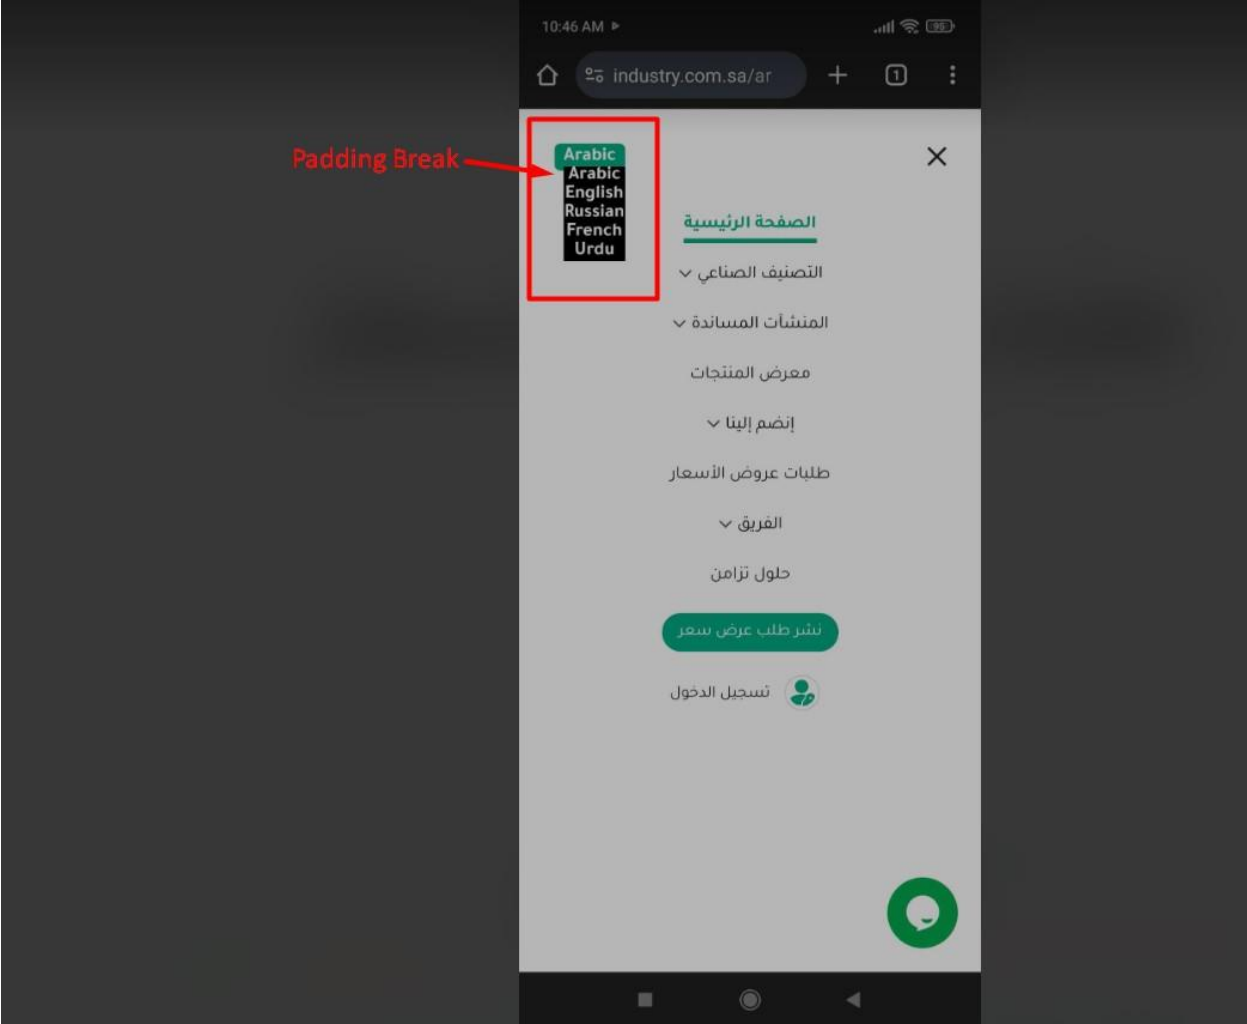 10:46 AM
95
industry.com.sa/ar
1
Padding Break
Arabic
Arabic
English
Russian
French
Urdu
الصفحة الرئيسية
التصنيف الصناعي
المنشآت المساندة
معرض المنتجات
إنضم إلينا
طلبات عروض الأسعار
الفريق
حلول تزامن
نشر طلب عرض سعر
تسجيل الدخول